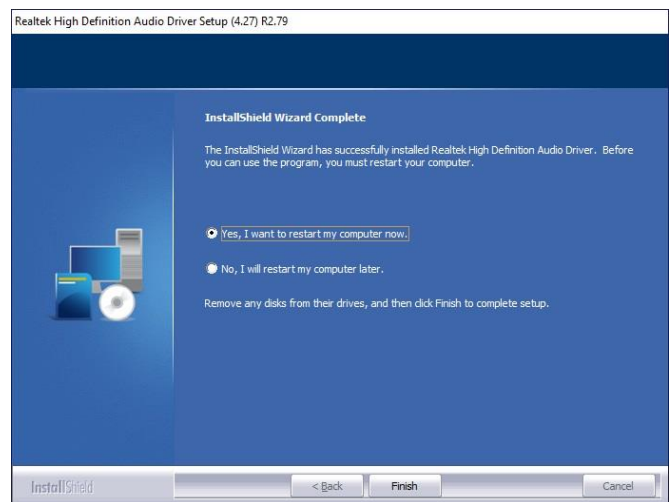 Realtek High Definition Audio Driver Setup (4.27) R2.79
InstallShield Wizard Complete
The InstallShield Wizard has successfully installed Realtek High Definition Audio Driver. Before
you can use the program, you must restart your computer.
Yes, I want to restart my computer now.
No, I will restart my computer later.
Remove any disks from their drives, and then click Finish to complete setup.
InstallShield
< Back
Finish
Cancel